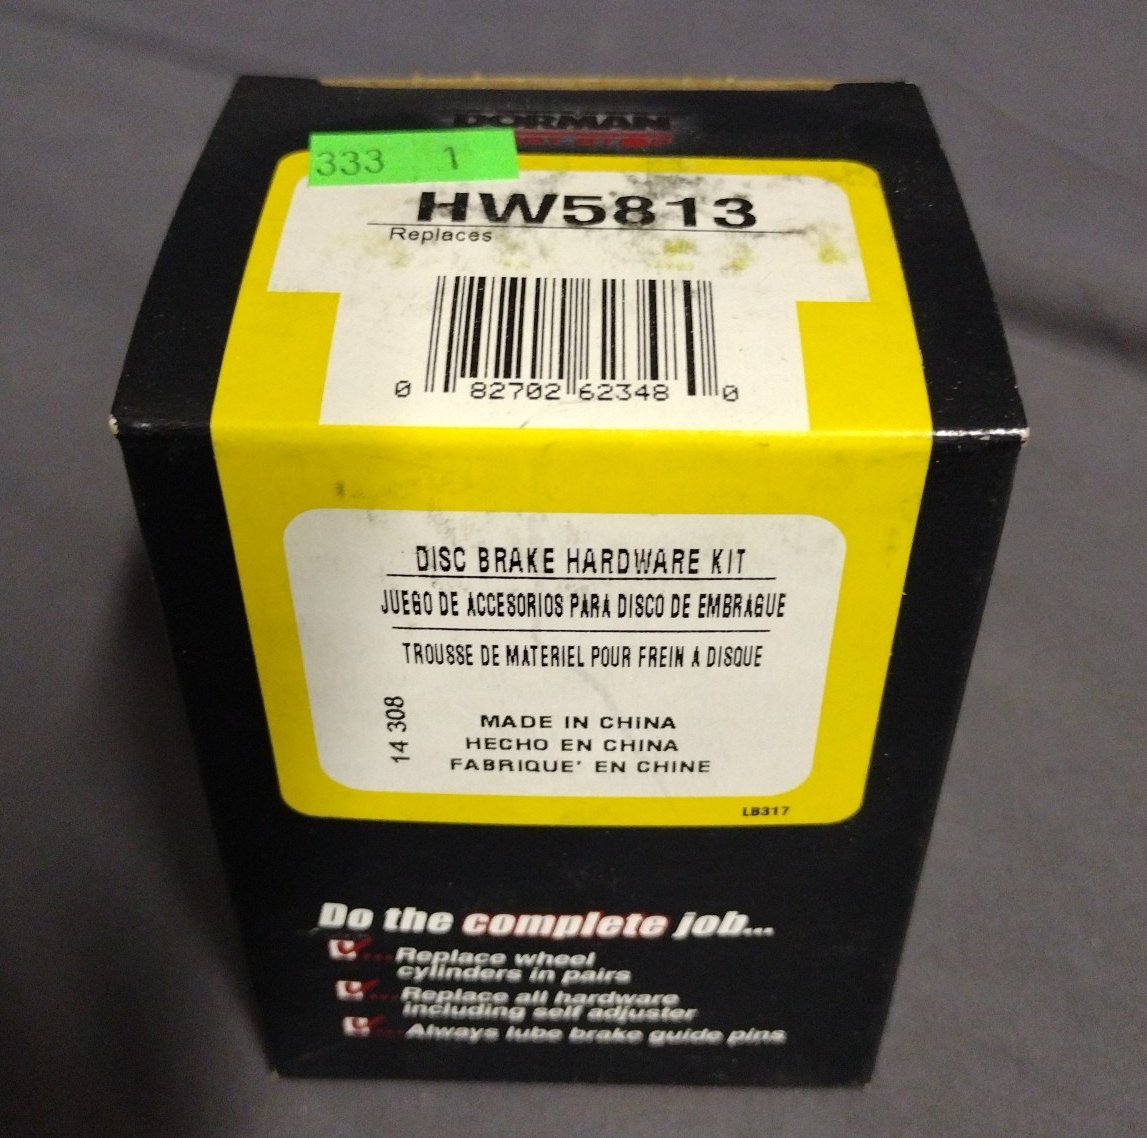 DORMAN
333 1
HW5813
Replaces
0 82702 62348 0
DISC BRAKE HARDWARE KIT
JUEGO DE ACCESORIOS PARA DISCO DE EMBRAGUE
TROUSSE DE MATERIEL POUR FREIN A DISQUE
14 308
MADE IN CHINA
HECHO EN CHINA
FABRIQUE' EN CHINE
LB317
Do the complete job...
Replace wheel
cylinders in pairs
Replace all hardware
including self adjuster
Always lube brake guide pins